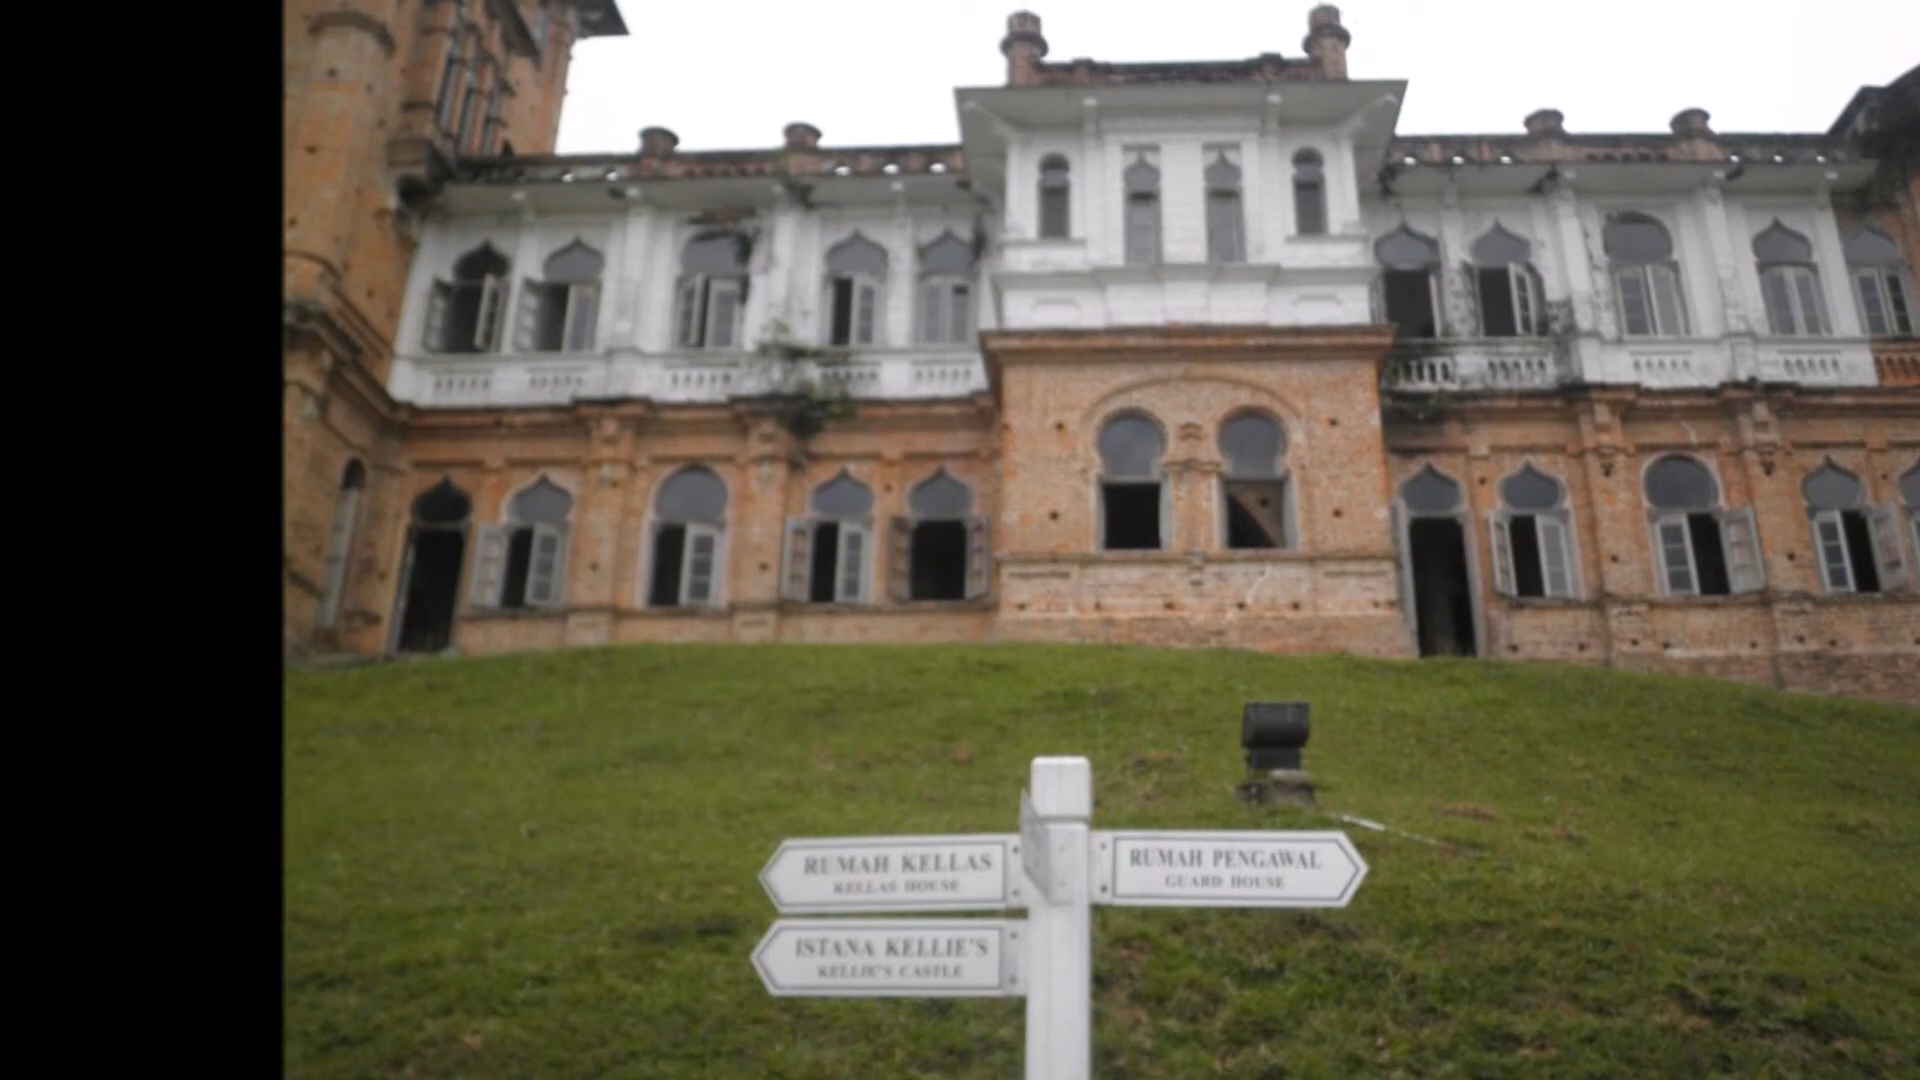 RUMAH KELLAS
KELLAS HOUSE
RUMAH PENGAWAL
GUARD HOUSE
ISTANA KELLIE'S
KELLIE'S CASTLE